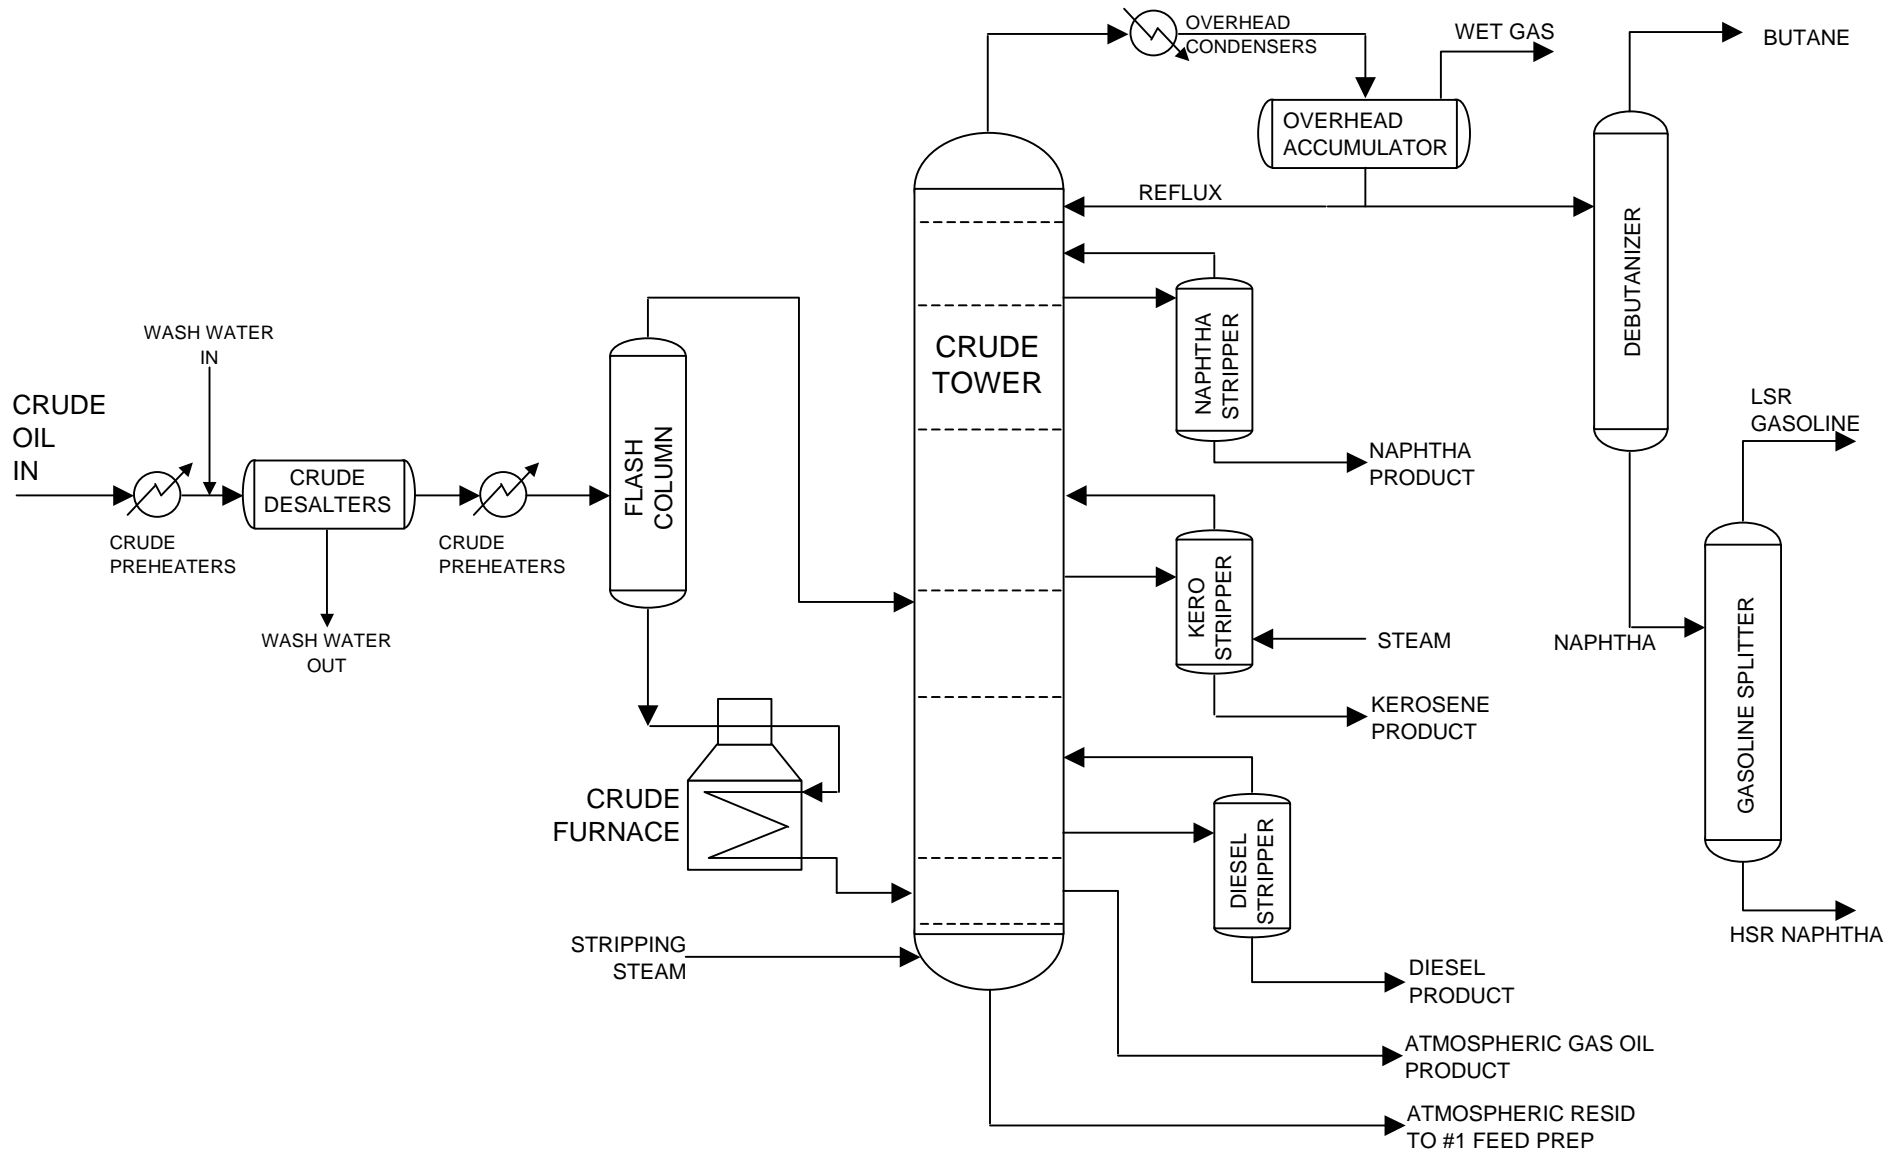 OVERHEAD
CONDENSERS
WET GAS
BUTANE
OVERHEAD
ACCUMULATOR
REFLUX
DEBUTANIZER
WASH WATER
IN
CRUDE
OIL
IN
CRUDE
DESALTERS
CRUDE
PREHEATERS
CRUDE
PREHEATERS
WASH WATER
OUT
FLASH
COLUMN
CRUDE
TOWER
NAPHTHA
STRIPPER
NAPHTHA
PRODUCT
LSR
GASOLINE
KERO
STRIPPER
STEAM
NAPHTHA
KEROSENE
PRODUCT
GASOLINE SPLITTER
CRUDE
FURNACE
DIESEL
STRIPPER
STRIPPING
STEAM
HSR NAPHTHA
DIESEL
PRODUCT
ATMOSPHERIC GAS OIL
PRODUCT
ATMOSPHERIC RESID
TO #1 FEED PREP